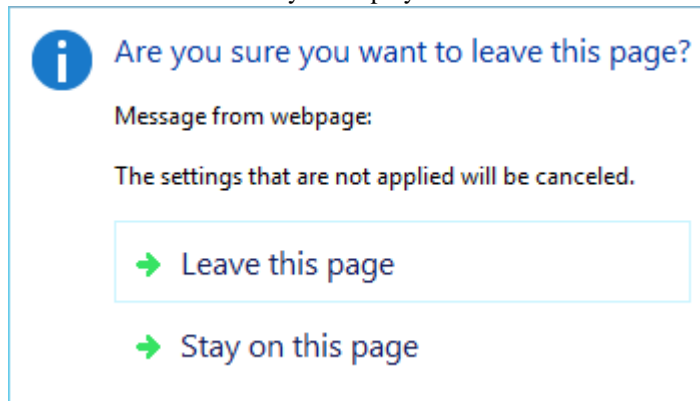 Are you sure you want to leave this page?
Message from webpage:
The settings that are not applied will be canceled.
Leave this page
Stay on this page